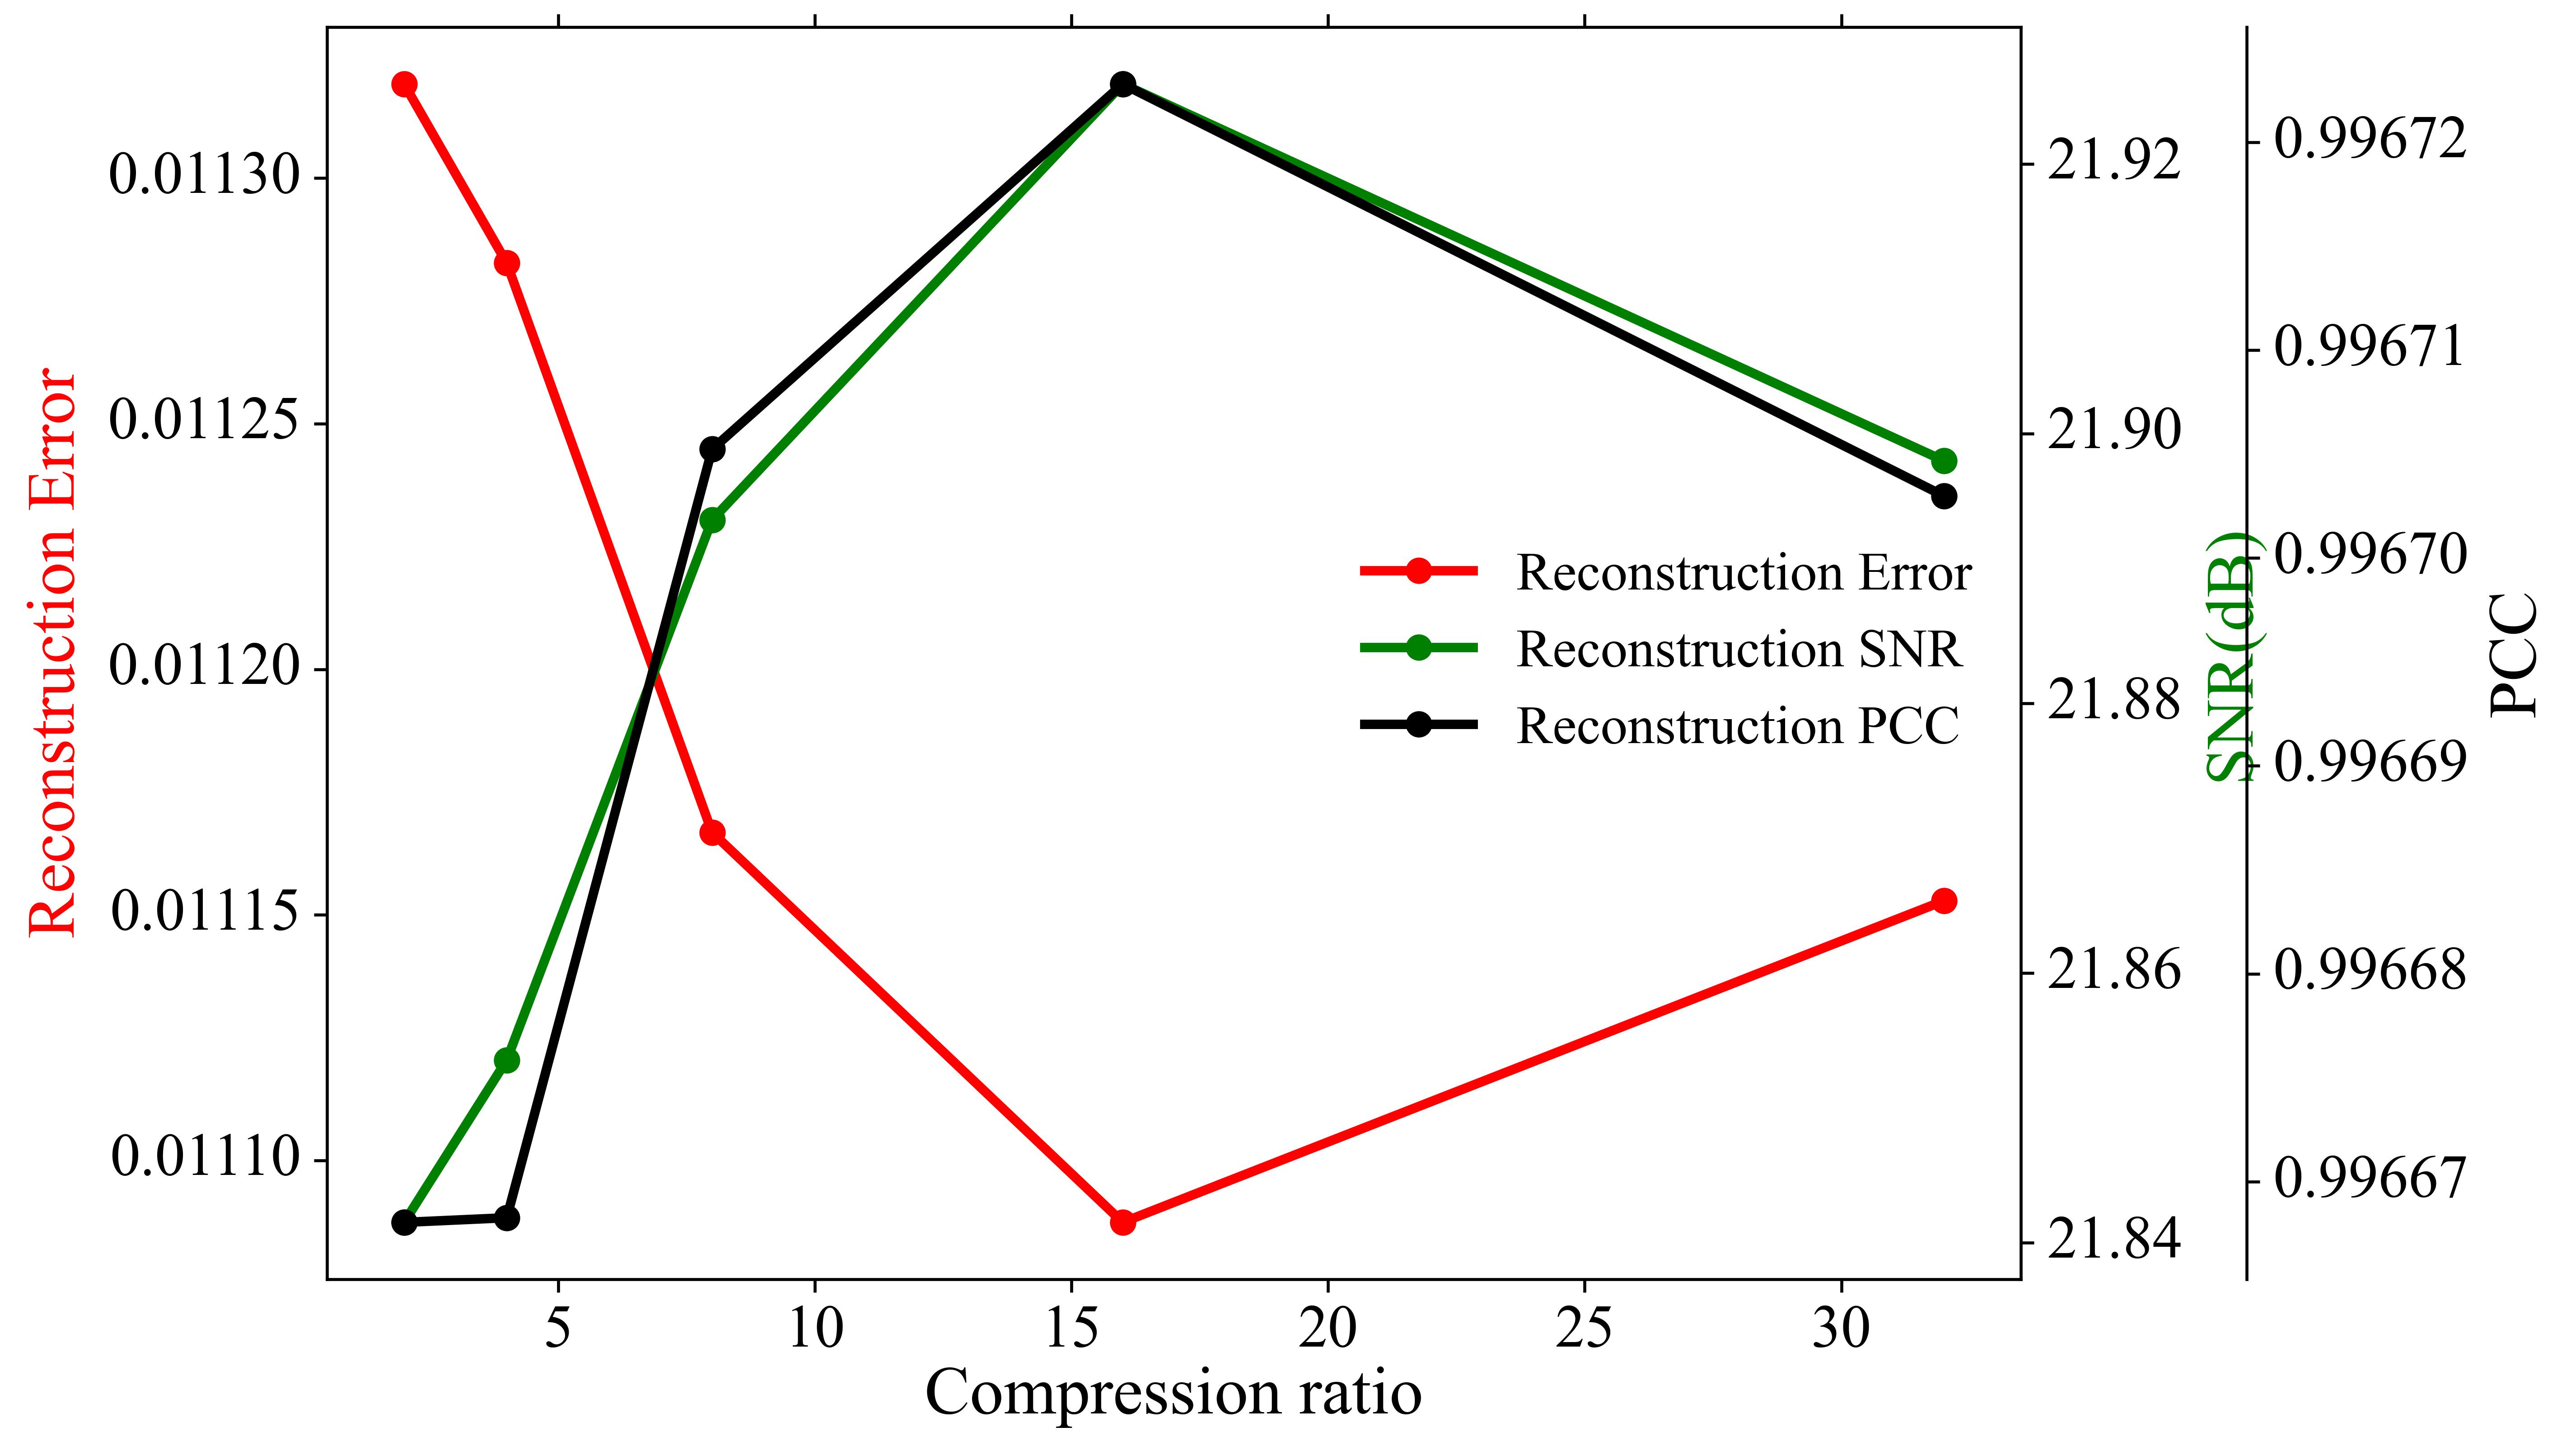 Reconstruction Error
0.01130
0.01125
0.01120
0.01115
0.01110
5 10 15 20 25 30
Compression ratio
Reconstruction Error
Reconstruction SNR
Reconstruction PCC
21.92
21.90
21.88
21.86
21.84
SNR(dB)
0.99672
0.99671
0.99670
0.99669
0.99668
0.99667
PCC